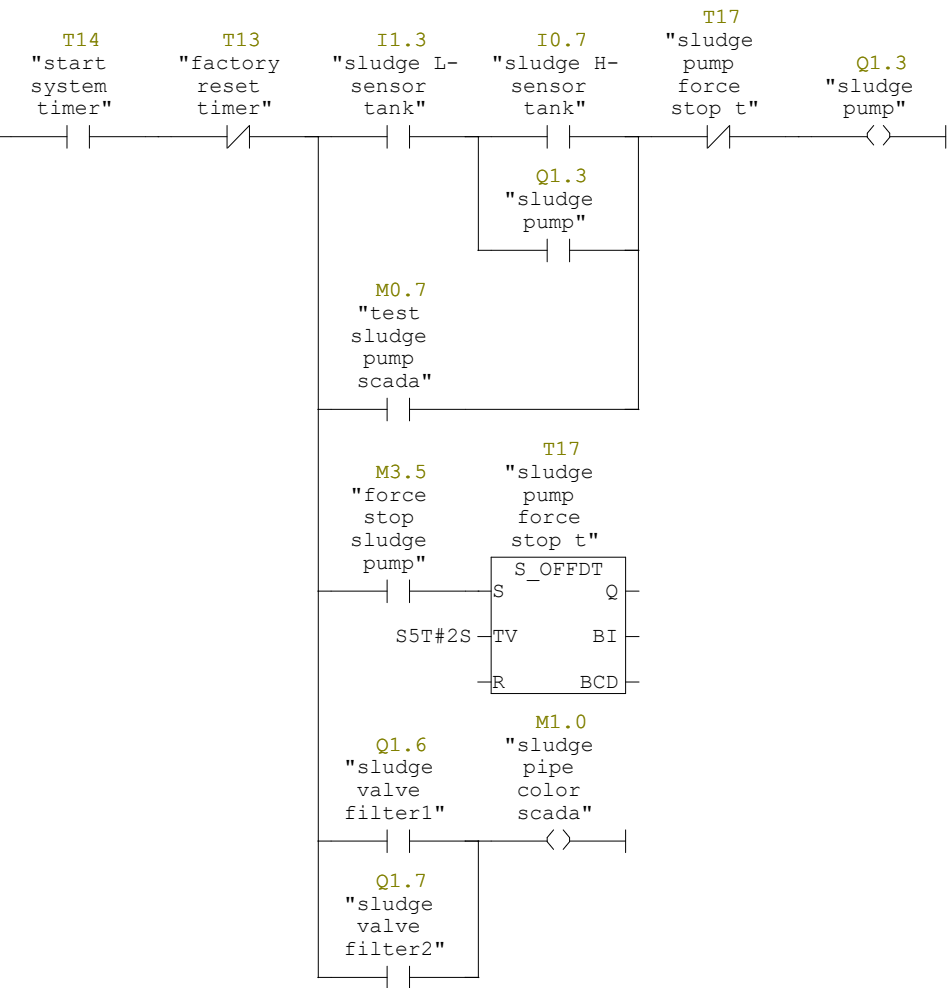 T14
"start
system
timer"
T13
"factory
reset
timer"
I1.3
"sludge L-
sensor
tank"
I0.7
"sludge H-
sensor
tank"
T17
"sludge
pump
force
stop t"
Q1.3
"sludge
pump"
Q1.3
"sludge
pump"
M0.7
"test
sludge
pump
scada"
M3.5
"force
stop
sludge
pump"
T17
"sludge
pump
force
stop t"
S_OFFDT
S Q
S5T#2S TV BI
R BCD
Q1.6
"sludge
valve
filter1"
M1.0
"sludge
pipe
color
scada"
Q1.7
"sludge
valve
filter2"